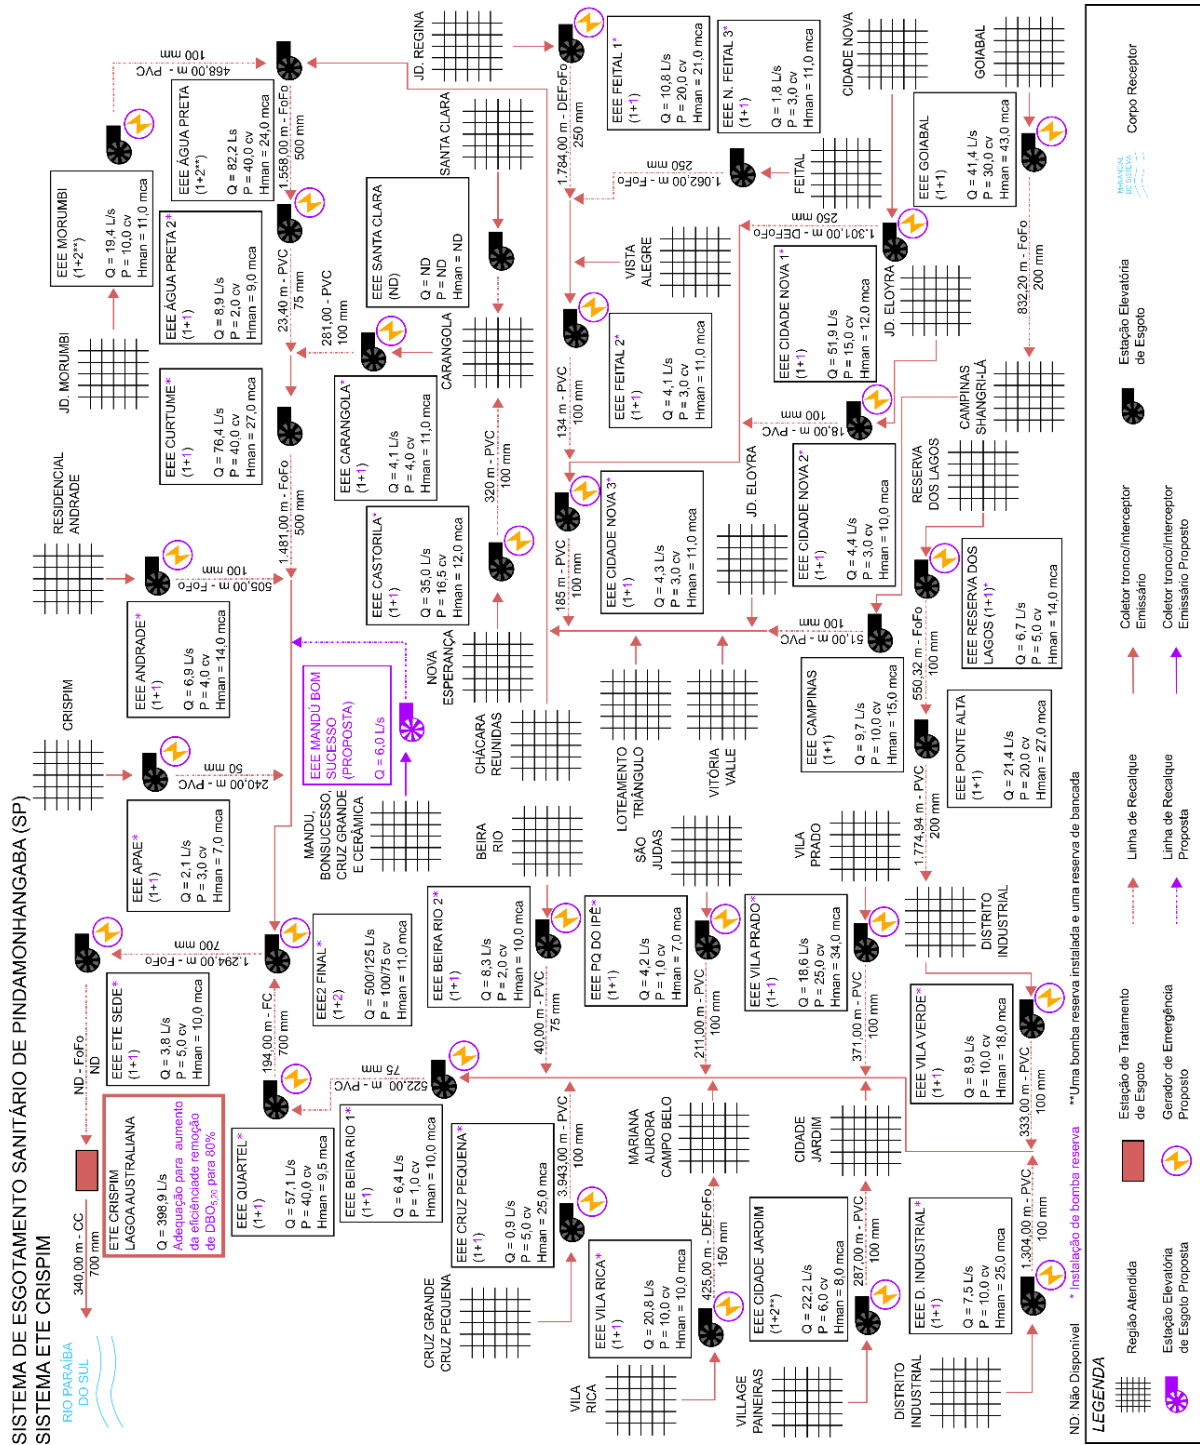 SISTEMA DE ESGOTAMENTO SANITÁRIO DE PINDAMONHANGABA (SP)
SISTEMA ETE CRISPIM
RIO PARAÍBA
DO SUL
340,00 m - CC
700 mm
ETE CRISPIM
LAGOA AUSTRALIANA
Q = 398,9 L/s
Adequação para aumento
da eficiênciade remoção
de DBO5,20 para 80%
ND - FoFo
ND
EEE ETE SEDE*
(1+1)
Q = 3,8 L/s
P = 5,0 cv
Hman = 10,0 mca
1.294,00 m - FoFo
700 mm
EEE APAE*
(1+1)
Q = 2,1 L/s
P = 3,0 cv
Hman = 7,0 mca
CRISPIM
240,00 m - PVC
50 mm
EEE ANDRADE*
(1+1)
Q = 6,9 L/s
P = 4,0 cv
Hman = 14,0 mca
RESIDENCIAL
ANDRADE
505,00 m - FoFo
100 mm
JD. MORUMBI
EEE MORUMBI
(1+2**)
Q = 19,4 L/s
P = 10,0 cv
Hman = 11,0 mca
468,00 m - PVC
100 mm
EEE ÁGUA PRETA
(1+2**)
Q = 82,2 Ls
P = 40,0 cv
Hman = 24,0 mca
1.558,00 m - FoFo
500 mm
EEE ÁGUA PRETA 2*
(1+1)
Q = 8,9 L/s
P = 2,0 cv
Hman = 9,0 mca
23,40 m - PVC
75 mm
EEE CURTUME*
(1+1)
Q = 76,4 L/s
P = 40,0 cv
Hman = 27,0 mca
1.481,00 m - FoFo
500 mm
281,00 - PVC
100 mm
EEE CARANGOLA*
(1+1)
Q = 4,1 L/s
P = 4,0 cv
Hman = 11,0 mca
CARANGOLA
EEE SANTA CLARA
(ND)
Q = ND
P = ND
Hman = ND
SANTA CLARA
EEE CASTORILA*
(1+1)
Q = 35,0 L/s
P = 16,5 cv
Hman = 12,0 mca
320 m - PVC
100 mm
NOVA
ESPERANÇA
EEE MANDÚ BOM
SUCESSO
(PROPOSTA)
Q = 6,0 L/s
MANDU,
BONSUCESSO,
CRUZ GRANDE
E CERÂMICA
EEE2 FINAL*
(1+2)
Q = 500/125 L/s
P = 100/75 cv
Hman = 11,0 mca
194,00 m - FC
700 mm
EEE QUARTEL*
(1+1)
Q = 57,1 L/s
P = 40,0 cv
Hman = 9,5 mca
522,00 m - PVC
75 mm
EEE BEIRA RIO 1*
(1+1)
Q = 6,4 L/s
P = 1,0 cv
Hman = 10,0 mca
EEE BEIRA RIO 2*
(1+1)
Q = 8,3 L/s
P = 2,0 cv
Hman = 10,0 mca
BEIRA
RIO
40,00 m - PVC
75 mm
EEE CRUZ PEQUENA*
(1+1)
Q = 0,9 L/s
P = 5,0 cv
Hman = 25,0 mca
CRUZ GRANDE
CRUZ PEQUENA
3.943,00 m - PVC
100 mm
CHÁCARA
REUNIDAS
JD. REGINA
EEE FEITAL 1*
(1+1)
Q = 10,8 L/s
P = 20,0 cv
Hman = 21,0 mca
1.784,00 m - DEFoFo
250 mm
EEE N. FEITAL 3*
(1+1)
Q = 1,8 L/s
P = 3,0 cv
Hman = 11,0 mca
1.062,00 m - FoFo
250 mm
FEITAL
VISTA
ALEGRE
EEE FEITAL 2*
(1+1)
Q = 4,1 L/s
P = 3,0 cv
Hman = 11,0 mca
134 m - PVC
100 mm
EEE CIDADE NOVA 3*
(1+1)
Q = 4,3 L/s
P = 3,0 cv
Hman = 11,0 mca
185 m - PVC
100 mm
CIDADE NOVA
1.301,00 m - DEFoFo
250 mm
EEE CIDADE NOVA 1*
(1+1)
Q = 51,9 L/s
P = 15,0 cv
Hman = 12,0 mca
JD. ELOYRA
18,00 m - PVC
100 mm
EEE CIDADE NOVA 2*
(1+1)
Q = 4,4 L/s
P = 3,0 cv
Hman = 10,0 mca
JD. ELOYRA
LOTEAMENTO
TRIÂNGULO
VITÓRIA
VALLE
GOIABAL
EEE GOIABAL
(1+1)
Q = 41,4 L/s
P = 30,0 cv
Hman = 43,0 mca
832,20 m - FoFo
200 mm
CAMPINAS
SHANGRI-LÁ
51,00 m - PVC
100 mm
EEE CAMPINAS
(1+1)
Q = 9,7 L/s
P = 10,0 cv
Hman = 15,0 mca
RESERVA
DOS LAGOS
EEE RESERVA DOS
LAGOS (1+1)*
Q = 6,7 L/s
P = 5,0 cv
Hman = 14,0 mca
550,32 m - FoFo
100 mm
EEE PONTE ALTA
(1+1)
Q = 21,4 L/s
P = 20,0 cv
Hman = 27,0 mca
1.774,94 m - PVC
200 mm
DISTRITO
INDUSTRIAL
SÃO
JUDAS
EEE PQ DO IPÊ*
(1+1)
Q = 4,2 L/s
P = 1,0 cv
Hman = 7,0 mca
211,00 m - PVC
100 mm
VILA
PRADO
EEE VILA PRADO*
(1+1)
Q = 18,6 L/s
P = 25,0 cv
Hman = 34,0 mca
371,00 m - PVC
100 mm
EEE VILA VERDE*
(1+1)
Q = 8,9 L/s
P = 10,0 cv
Hman = 18,0 mca
333,00 m - PVC
100 mm
MARIANA
AURORA
CAMPO BELO
CIDADE
JARDIM
EEE VILA RICA*
(1+1)
Q = 20,8 L/s
P = 10,0 cv
Hman = 10,0 mca
VILA
RICA
425,00 m - DEFoFo
150 mm
EEE CIDADE JARDIM
(1+2**)
Q = 22,2 L/s
P = 6,0 cv
Hman = 8,0 mca
VILLAGE
PAINEIRAS
287,00 m - PVC
100 mm
EEE D. INDUSTRIAL*
(1+1)
Q = 7,5 L/s
P = 10,0 cv
Hman = 25,0 mca
DISTRITO
INDUSTRIAL
1.304,00 m - PVC
100 mm
ND: Não Disponível * Instalação de bomba reserva **Uma bomba reserva instalada e uma reserva de bancada
LEGENDA
Região Atendida
Estação Elevatória
de Esgoto Proposta
Estação de Tratamento
de Esgoto
Gerador de Emergência
Proposto
Linha de Recalque
Linha de Recalque
Proposta
Coletor tronco/Interceptor
Emissário
Coletor tronco/Interceptor
Emissário Proposto
Estação Elevatória
de Esgoto
MANANCIAL
DO SISTEMA
Corpo Receptor